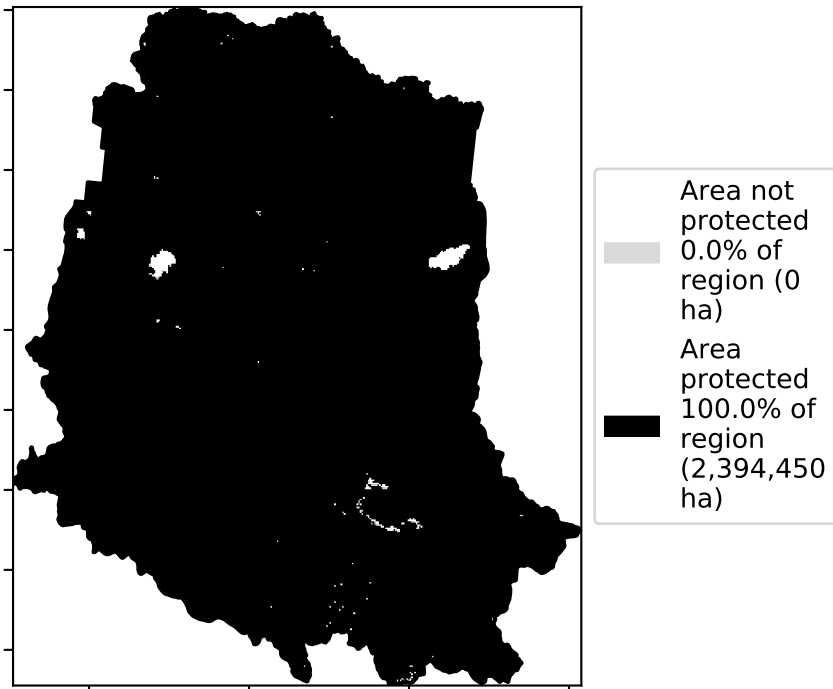 Area not
protected
0.0% of
region (0
ha)
Area
protected
100.0% of
region
(2,394,450
ha)